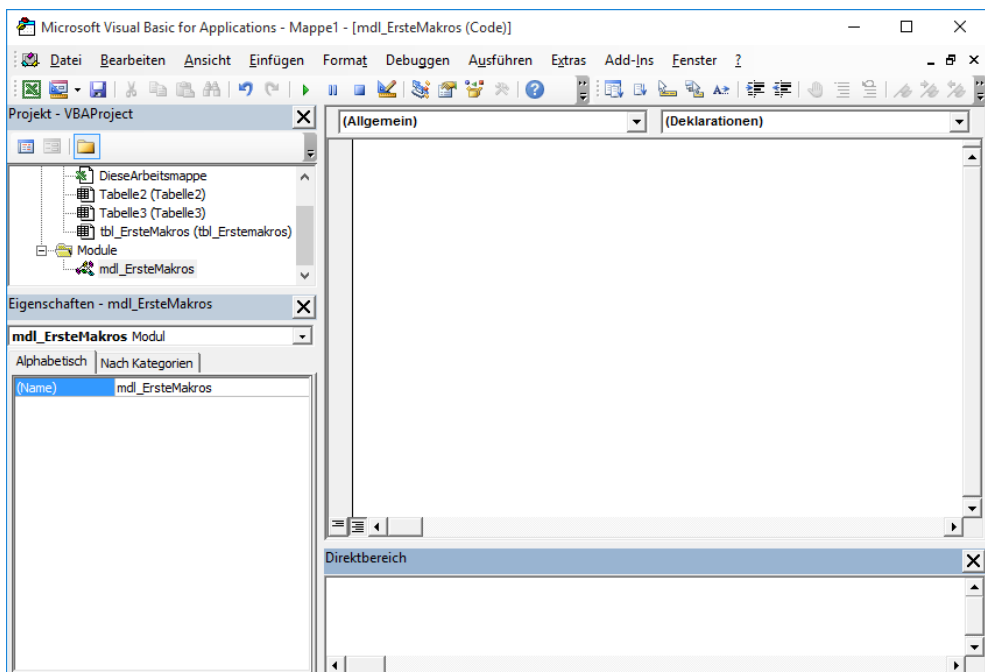 Microsoft Visual Basic for Applications - Mappe1 - [mdl_ErsteMakros (Code)]
Datei Bearbeiten Ansicht Einfügen Format Debuggen Ausführen Extras Add-Ins Fenster ?
Projekt - VBAProject
DieseArbeitsmappe
Tabelle2 (Tabelle2)
Tabelle3 (Tabelle3)
tbl_ErsteMakros (tbl_Erstemakros)
Module
mdl_ErsteMakros
Eigenschaften - mdl_ErsteMakros
mdl_ErsteMakros Modul
Alphabetisch Nach Kategorien
(Name) mdl_ErsteMakros
(Allgemein) (Deklarationen)
Direktbereich